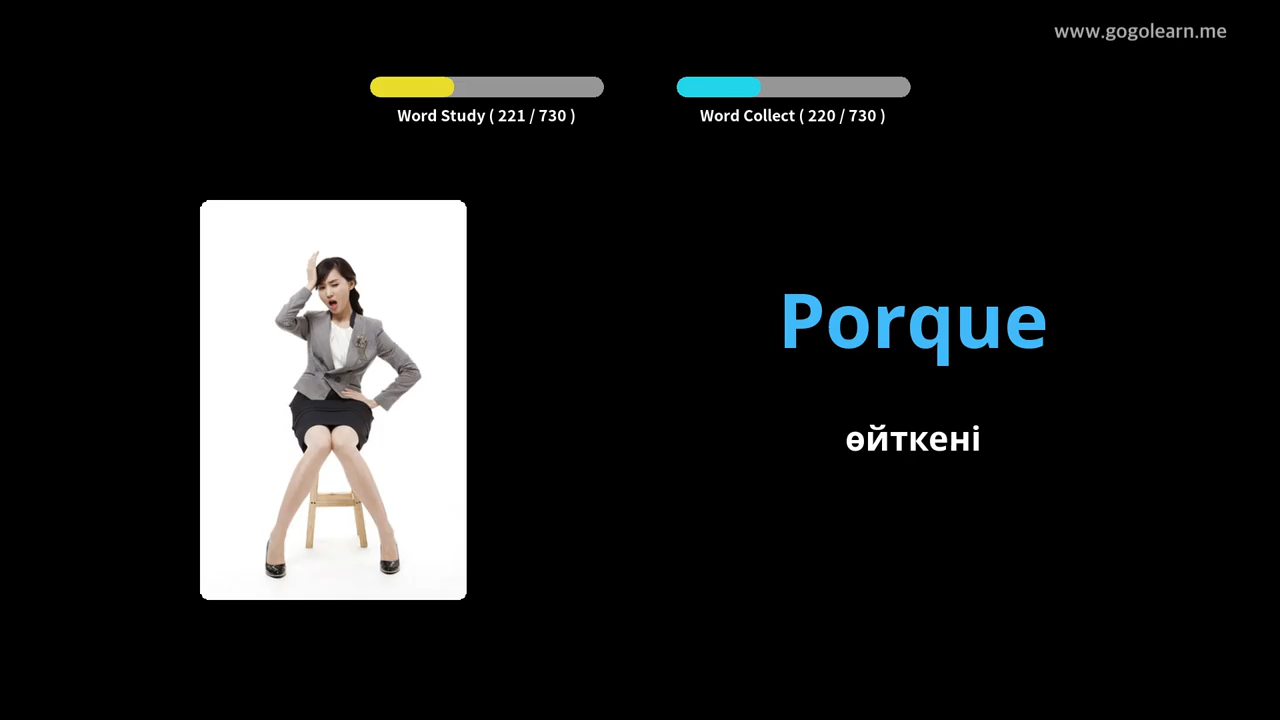 www.gogolearn.me
Word Study ( 221 / 730 )
Word Collect ( 220 / 730 )
Porque
өйткені